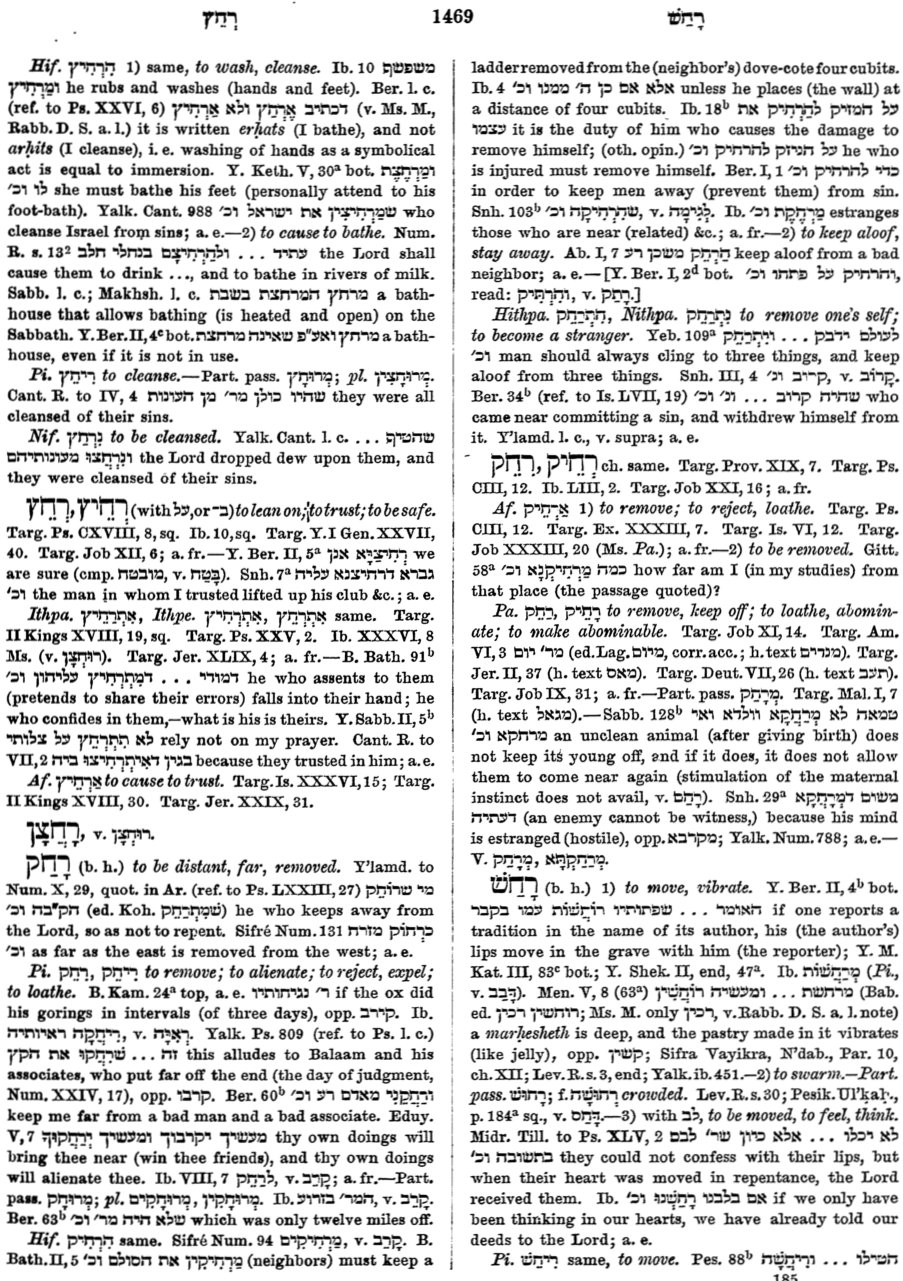 רְחַץ
1469
רָחַשׁ
Hif. הִרְחִיץ 1) same, to wash, cleanse. Ib. 10 משפשף
וּמַרְחִיץ he rubs and washes (hands and feet). Ber. l. c.
(ref. to Ps. XXVI, 6) דכתיב אֶרְחַץ ולא אַרְחִיץ (v. Ms. M.,
Rabb. D. S. a. l.) it is written erḥats (I bathe), and not
arḥits (I cleanse), i. e. washing of hands as a symbolical
act is equal to immersion. Y. Keth. V, 30ᵃ bot. וּמַרְחֶצֶת
לו וכ׳ she must bathe his feet (personally attend to his
foot-bath). Yalk. Cant. 988 שמַּרְחִיצִין את ישראל וכ׳ who
cleanse Israel from sins; a. e.—2) to cause to bathe. Num.
R. s. 13² עתיד ... וּלְהַרְחִיצָם בנחלי חלב the Lord shall
cause them to drink ..., and to bathe in rivers of milk.
Sabb. l. c.; Makhsh. l. c. מרחץ המרחצת בשבת a bath-
house that allows bathing (is heated and open) on the
Sabbath. Y. Ber. II, 4ᶜ bot. מרחץ ואע״פ שאינה מרחצת a bath-
house, even if it is not in use.
Pi. רִיחֵץ to cleanse.—Part. pass. מְרוּחָץ; pl. מְרוּחָצִין.
Cant. R. to IV, 4 שהיו כולן מר׳ מן העונות they were all
cleansed of their sins.
Nif. נִרְחַץ to be cleansed. Yalk. Cant. l. c. שהטיף ...
וְנִרְחֲצוּ מעונותיהם the Lord dropped dew upon them, and
they were cleansed of their sins.
רְחֵיץ, רְחַץ (with על, or ב־) to lean on; to trust; to be safe.
Targ. Ps. CXVIII, 8, sq. Ib. 10, sq. Targ. Y. I Gen. XXVII,
40. Targ. Job XII, 6; a. fr.—Y. Ber. II, 5ᵃ רְחִיצַיָּא אנן we
are sure (cmp. מובטח, v. בָּטַח). Snh. 7ᵃ גברא דרחיצנא עליה
וכ׳ the man in whom I trusted lifted up his club &c.; a. e.
Ithpa. אִתְרַחֵיץ, Ithpe. אִתְרְחֵץ, אִתְרְחֵיץ same. Targ.
II Kings XVIII, 19, sq. Targ. Ps. XXV, 2. Ib. XXXVI, 8
Ms. (v. רוּחְצָן). Targ. Jer. XLIX, 4; a. fr.—B. Bath. 91ᵇ
דמודי ... דמִתְרְחֵיץ עליהון וכ׳ he who assents to them
(pretends to share their errors) falls into their hand; he
who confides in them,—what is his is theirs. Y. Sabb. II, 5ᵇ
לא תִתְרְחֵץ על צלותי rely not on my prayer. Cant. R. to
VII, 2 בגין דאִיתְרְחִיצוּ ביה because they trusted in him; a. e.
Af. אַרְחֵיץ to cause to trust. Targ. Is. XXXVI, 15; Targ.
II Kings XVIII, 30. Targ. Jer. XXIX, 31.
רָחֲצָן, v. רוּחְצָן.
רָחַק (b. h.) to be distant, far, removed. Y’lamd. to
Num. X, 29, quot. in Ar. (ref. to Ps. LXXIII, 27) מי שרוֹחֵק
הק״בה וכ׳ (ed. Koh. שמִּתְרַחֵק) he who keeps away from
the Lord, so as not to repent. Sifré Num. 131 כִּרְחוֹק מזרח
וכ׳ as far as the east is removed from the west; a. e.
Pi. רִיחֵק, רִחֵק to remove; to alienate; to reject, expel;
to loathe. B. Kam. 24ᵃ top, a. e. ר׳ נגיחותיו if the ox did
his gorings in intervals (of three days), opp. קירב. Ib.
רִיחֲקָה ראיותיה, v. רְאִיָּה. Yalk. Ps. 809 (ref. to Ps. l. c.)
זה ... שרִחֲקוּ את הקץ this alludes to Balaam and his
associates, who put far off the end (the day of judgment,
Num. XXIV, 17), opp. קרבו. Ber. 60ᵇ וְרַחֲקֵנִי מאדם רע וכ׳
keep me far from a bad man and a bad associate. Eduy.
V, 7 מעשיך יקרבוך ומעשיך יְרַחֲקוּךָ thy own doings will
bring thee near (win thee friends), and thy own doings
will alienate thee. Ib. VIII, 7 לְרַחֵק, v. קָרַב; a. fr.—Part.
pass. מְרוּחָק; pl. מְרוּחָקִים, מְרוּחָקִין. Ib. המר׳ בזרוע, v. קָרַב.
Ber. 63ᵇ שלא היה מר׳ וכ׳ which was only twelve miles off.
Hif. הִרְחִיק same. Sifré Num. 94 מַרְחִיקִים, v. קָרַב. B.
Bath. II, 5 מַרְחִיקִין את הסולם וכ׳ (neighbors) must keep a
ladder removed from the (neighbor’s) dove-cote four cubits.
Ib. 4 אלא אם כן ה׳ ממנו וכ׳ unless he places (the wall) at
a distance of four cubits. Ib. 18ᵇ על המזיק לְהַרְחִיק את
עצמו it is the duty of him who causes the damage to
remove himself; (oth. opin.) על הניזק להרחיק וכ׳ he who
is injured must remove himself. Ber. I, 1 כדי להרחיק וכ׳
in order to keep men away (prevent them) from sin.
Snh. 103ᵇ שהִרְחִיקָה וכ׳, v. לְגִימָה. Ib. מַרְחֶקֶת וכ׳ estranges
those who are near (related) &c.; a. fr.—2) to keep aloof,
stay away. Ab. I, 7 הַרְחֵק משכן רע keep aloof from a bad
neighbor; a. e.—[Y. Ber. I, 2ᵈ bot. והרחיק על פתחו וכ׳,
read: וְהִרְתִּיק, v. רָתַק.]
Hithpa. הִתְרַחֵק, Nithpa. נִתְרַחֵק to remove one’s self;
to become a stranger. Yeb. 109ᵃ לעולם ידבק ... וְיִתְרַחֵק
וכ׳ man should always cling to three things, and keep
aloof from three things. Snh. III, 4 קרוב ונ׳, v. קָרוֹב.
Ber. 34ᵇ (ref. to Is. LVII, 19) שהיה קרוב ... ונ׳ וכ׳ who
came near committing a sin, and withdrew himself from
it. Y’lamd. l. c., v. supra; a. e.
רְחֵיק, רְחַק ch. same. Targ. Prov. XIX, 7. Targ. Ps.
CIII, 12. Ib. LIII, 2. Targ. Job XXI, 16; a. fr.
Af. אַרְחֵיק 1) to remove; to reject, loathe. Targ. Ps.
CIII, 12. Targ. Ex. XXXIII, 7. Targ. Is. VI, 12. Targ.
Job XXXIII, 20 (Ms. Pa.); a. fr.—2) to be removed. Gitt.
58ᵃ כמה מַרְחִיקְנָא וכ׳ how far am I (in my studies) from
that place (the passage quoted)?
Pa. רַחֵיק, רַחֵק to remove, keep off; to loathe, abomin-
ate; to make abominable. Targ. Job XI, 14. Targ. Am.
VI, 3 מר׳ יום (ed. Lag. מיום, corr. acc.; h. text מנדים). Targ.
Jer. II, 37 (h. text מאס). Targ. Deut. VII, 26 (h. text תעב).
Targ. Job IX, 31; a. fr.—Part. pass. מְרַחַק. Targ. Mal. I, 7
(h. text מגאל).—Sabb. 128ᵇ טמאה לא מְרַחֲקָא וולדא ואי
מרחקא וכ׳ an unclean animal (after giving birth) does
not keep its young off, and if it does, it does not allow
them to come near again (stimulation of the maternal
instinct does not avail, v. רַחֵם). Snh. 29ᵃ משום דמְרַחֲקָא
דעתיה (an enemy cannot be witness,) because his mind
is estranged (hostile), opp. מקרבא; Yalk. Num. 788; a. e.—
V. מְרַחַק, מְרַחַקְתָּא.
רָחַשׁ (b. h.) 1) to move, vibrate. Y. Ber. II, 4ᵇ bot.
האומר ... שפתותיו רוֹחֲשׁוֹת עמו בקבר if one reports a
tradition in the name of its author, his (the author’s)
lips move in the grave with him (the reporter); Y. M.
Kat. III, 83ᶜ bot.; Y. Shek. II, end, 47ᵃ. Ib. מְרַחֲשׁוֹת (Pi.,
v. דָּבַב). Men. V, 8 (63ᵃ) מרחשת ... ומעשיה רוֹחֲשִׁין (Bab.
ed. רוחשין רכין; Ms. M. only רכין, v. Rabb. D. S. a. l. note)
a marḥesheth is deep, and the pastry made in it vibrates
(like jelly), opp. קשין; Sifra Vayikra, N’dab., Par. 10,
ch. XII; Lev. R. s. 3, end; Yalk. ib. 451.—2) to swarm.—Part.
pass. רָחוּשׁ; f. רְחוּשָׁה crowded. Lev. R. s. 30; Pesik. Ul’kaḥ.,
p. 184ᵃ sq., v. דָּחַס.—3) with לב, to be moved, to feel, think.
Midr. Till. to Ps. XLV, 2 לא יכלו ... אלא כיון שר׳ לבם
בתשובה וכ׳ they could not confess with their lips, but
when their heart was moved in repentance, the Lord
received them. Ib. אם בלבנו רָחַשְׁנוּ וכ׳ if we only have
been thinking in our hearts, we have already told our
deeds to the Lord; a. e.
Pi. רִיחֵשׁ same, to move. Pes. 88ᵇ הטילו ... וְרִיחֲשָׁה
185